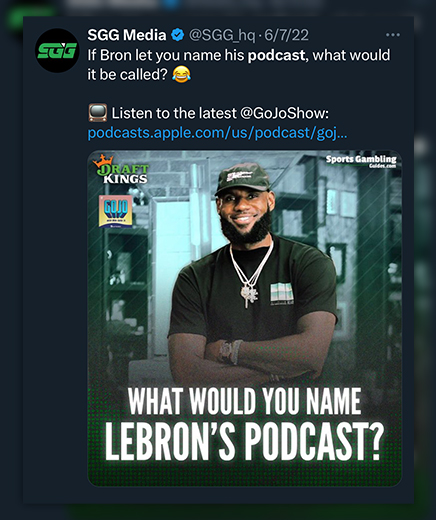 SGG
SGG Media @SGG_hq · 6/7/22 ...
If Bron let you name his podcast, what would
it be called? 😂
📺 Listen to the latest @GoJoShow:
podcasts.apple.com/us/podcast/goj...
DRAFT
KINGS
Sports Gambling
Guides.com
GOJO
WHAT WOULD YOU NAME
LEBRON'S PODCAST?